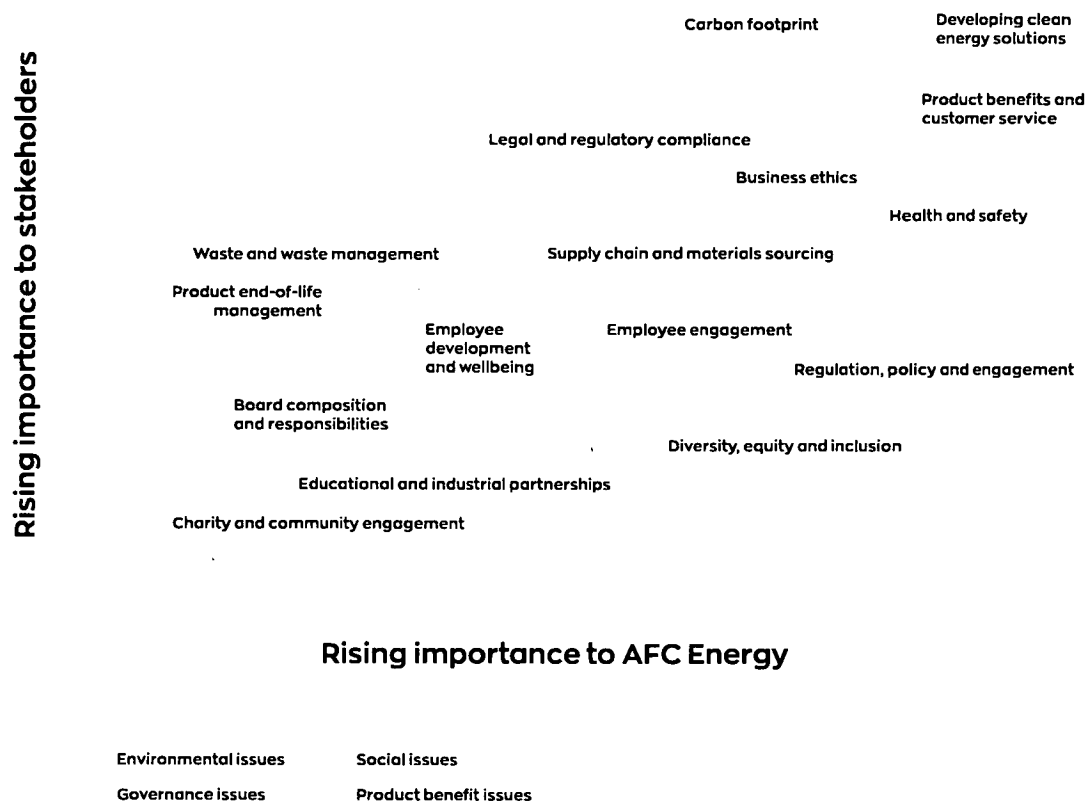 Carbon footprint
Developing clean
energy solutions
Product benefits and
customer service
Legal and regulatory compliance
Business ethics
Health and safety
Waste and waste management
Supply chain and materials sourcing
Product end-of-life
management
Employee
development
and wellbeing
Employee engagement
Regulation, policy and engagement
Board composition
and responsibilities
Diversity, equity and inclusion
Educational and industrial partnerships
Charity and community engagement
Rising importance to stakeholders
Rising importance to AFC Energy
Environmental issues
Social issues
Governance issues
Product benefit issues